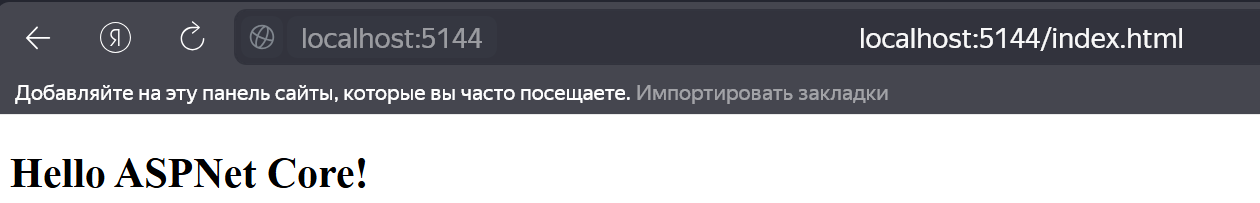 Я localhost:5144 localhost:5144/index.html
Добавляйте на эту панель сайты, которые вы часто посещаете. Импортировать закладки
Hello ASPNet Core!